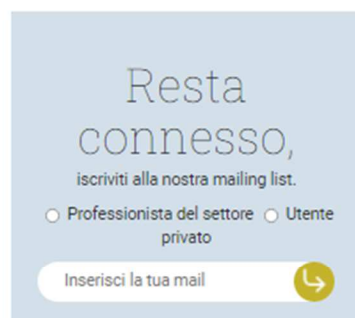 Resta
connesso,
iscriviti alla nostra mailing list.
Professionista del settore Utente
privato
Inserisci la tua mail